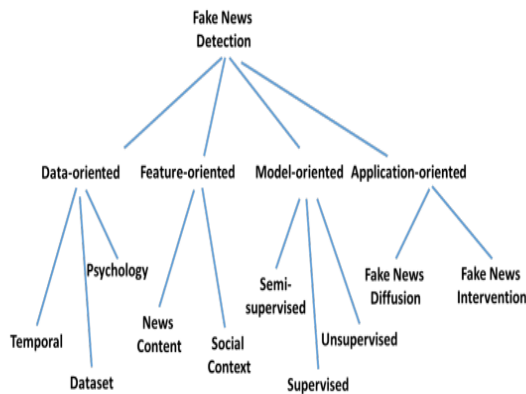 Fake News
Detection
Data-oriented
Feature-oriented
Model-oriented
Application-oriented
Psychology
Semi-
supervised
Fake News
Diffusion
Fake News
Intervention
Temporal
News
Content
Social
Context
Unsupervised
Dataset
Supervised